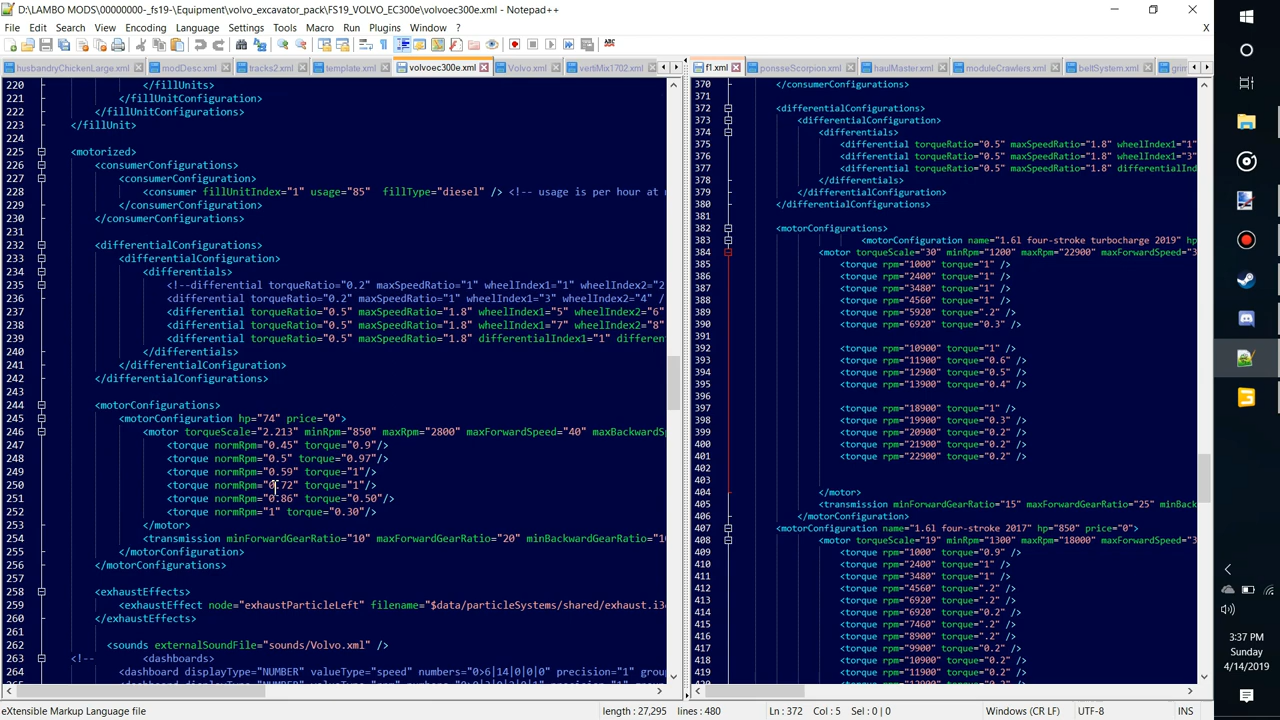 D:\LAMBO MODS\00000000-_fs19-\Equipment\volvo_excavator_pack\FS19_VOLVO_EC300e\volvoec300e.xml - Notepad++
File Edit Search View Encoding Language Settings Tools Macro Run Plugins Window ?
X
husbandryChickenLarge.xml modDesc.xml tracks2.xml template.xml volvoec300e.xml Volvo.xml vertiMix1702.xml
220 </fillUnits>
221 </fillUnitConfiguration>
222 </fillUnitConfigurations>
223 </fillUnit>
224
225 <motorized>
226 <consumerConfigurations>
227 <consumerConfiguration>
228 <consumer fillUnitIndex="1" usage="85" fillType="diesel" /> <!-- usage is per hour at
229 </consumerConfiguration>
230 </consumerConfigurations>
231
232 <differentialConfigurations>
233 <differentialConfiguration>
234 <differentials>
235 <!--differential torqueRatio="0.2" maxSpeedRatio="1" wheelIndex1="1" wheelIndex2="2
236 <differential torqueRatio="0.2" maxSpeedRatio="1" wheelIndex1="3" wheelIndex2="4" /
237 <differential torqueRatio="0.5" maxSpeedRatio="1.8" wheelIndex1="5" wheelIndex2="6"
238 <differential torqueRatio="0.5" maxSpeedRatio="1.8" wheelIndex1="7" wheelIndex2="8"
239 <differential torqueRatio="0.5" maxSpeedRatio="1.8" differentialIndex1="1" different
240 </differentials>
241 </differentialConfiguration>
242 </differentialConfigurations>
243
244 <motorConfigurations>
245 <motorConfiguration hp="74" price="0">
246 <motor torqueScale="2.213" minRpm="850" maxRpm="2800" maxForwardSpeed="40" maxBackwardSp
247 <torque normRpm="0.45" torque="0.9"/>
248 <torque normRpm="0.5" torque="0.97"/>
249 <torque normRpm="0.59" torque="1"/>
250 <torque normRpm="0.72" torque="1"/>
251 <torque normRpm="0.86" torque="0.50"/>
252 <torque normRpm="1" torque="0.30"/>
253 </motor>
254 <transmission minForwardGearRatio="10" maxForwardGearRatio="20" minBackwardGearRatio="1
255 </motorConfiguration>
256 </motorConfigurations>
257
258 <exhaustEffects>
259 <exhaustEffect node="exhaustParticleLeft" filename="$data/particleSystems/shared/exhaust.i3
260 </exhaustEffects>
261
262 <sounds externalSoundFile="sounds/Volvo.xml" />
263 <!-- <dashboards>
264 <dashboard displayType="NUMBER" valueType="speed" numbers="0>6|14|0|0|0" precision="1" grou
f1.xml ponsseScorpion.xml haulMaster.xml moduleCrawlers.xml beltSystem.xml
370 </consumerConfigurations>
371
372 <differentialConfigurations>
373 <differentialConfiguration>
374 <differentials>
375 <differential torqueRatio="0.5" maxSpeedRatio="1.8" wheelIndex1="1"
376 <differential torqueRatio="0.5" maxSpeedRatio="1.8" wheelIndex1="3"
377 <differential torqueRatio="0.5" maxSpeedRatio="1.8" differentialInd
378 </differentials>
379 </differentialConfiguration>
380 </differentialConfigurations>
381
382 <motorConfigurations>
383 <motorConfiguration name="1.6l four-stroke turbocharge 2019" hp
384 <motor torqueScale="30" minRpm="1200" maxRpm="22900" maxForwardSpeed="3
385 <torque rpm="1000" torque="1" />
386 <torque rpm="2400" torque="1" />
387 <torque rpm="3480" torque="1" />
388 <torque rpm="4560" torque="1" />
389 <torque rpm="5920" torque=".2" />
390 <torque rpm="6920" torque="0.3" />
391
392 <torque rpm="10900" torque="1" />
393 <torque rpm="11900" torque="0.6" />
394 <torque rpm="12900" torque="0.5" />
395 <torque rpm="13900" torque="0.4" />
396
397 <torque rpm="18900" torque="1" />
398 <torque rpm="19900" torque="0.3" />
399 <torque rpm="20900" torque="0.2" />
400 <torque rpm="21900" torque="0.2" />
401 <torque rpm="22900" torque="0.2" />
402
403
404 </motor>
405 <transmission minForwardGearRatio="15" maxForwardGearRatio="25" minBack
406 </motorConfiguration>
407 <motorConfiguration name="1.6l four-stroke 2017" hp="850" price="0">
408 <motor torqueScale="19" minRpm="1300" maxRpm="18000" maxForwardSpeed="3
409 <torque rpm="1000" torque="0.9" />
410 <torque rpm="2400" torque="1" />
411 <torque rpm="3480" torque="1" />
412 <torque rpm="4560" torque=".2" />
413 <torque rpm="6920" torque=".2" />
414 <torque rpm="6920" torque="0.2" />
415 <torque rpm="7460" torque=".2" />
416 <torque rpm="8900" torque=".2" />
417 <torque rpm="9900" torque="0.2" />
418 <torque rpm="10900" torque="0.2" />
419 <torque rpm="11900" torque="0.2" />
3:37 PM
Sunday
4/14/2019
eXtensible Markup Language file length : 27,295 lines : 480 Ln : 372 Col : 5 Sel : 0 | 0 Windows (CR LF) UTF-8 INS